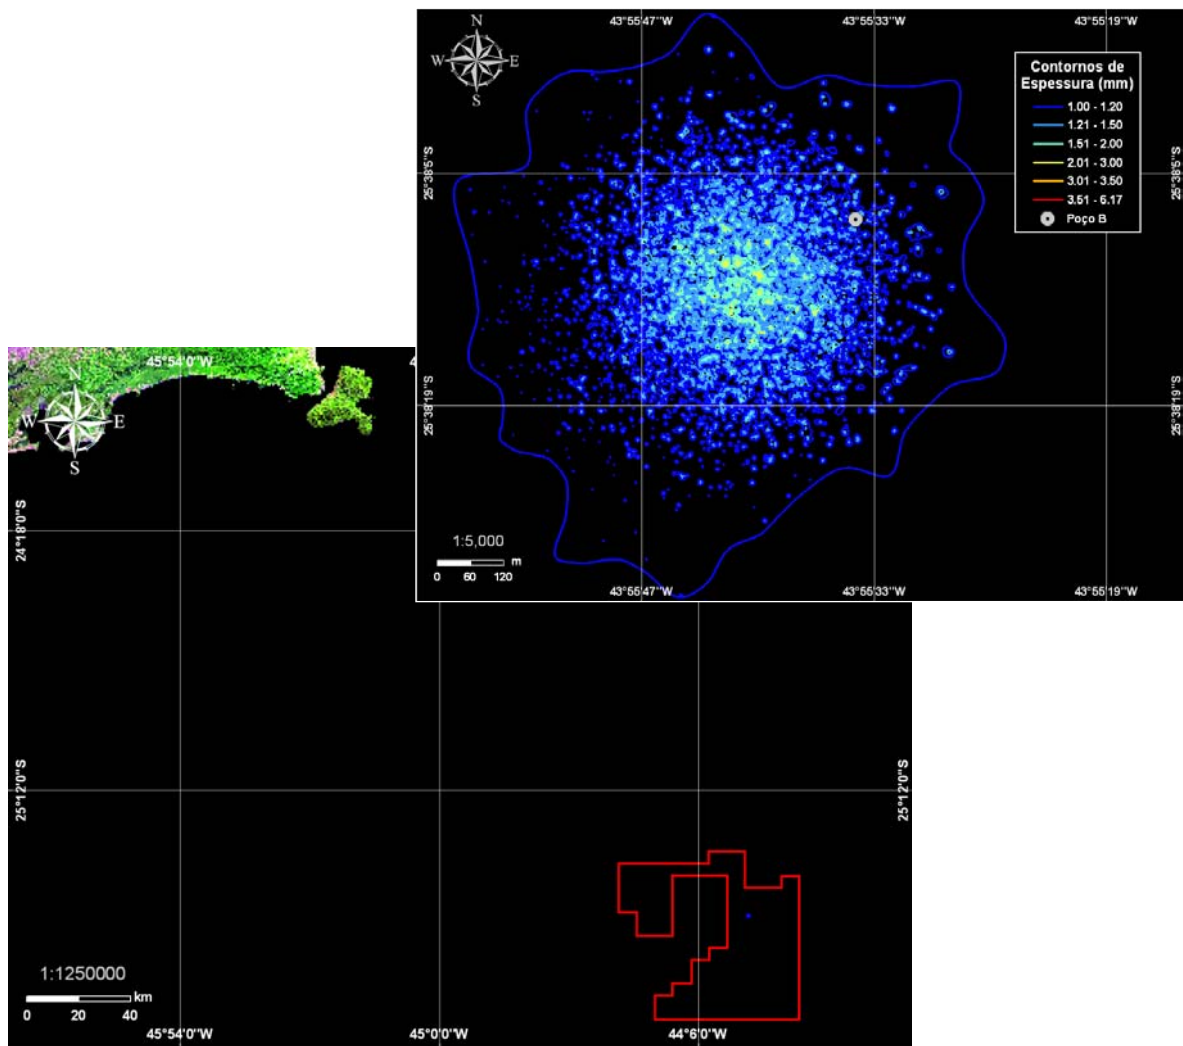 43°55'47"W 43°55'33"W 43°55'19"W
N
W E
S
Contornos de
Espessura (mm)
1.00 - 1.20
1.21 - 1.50
1.51 - 2.00
2.01 - 3.00
3.01 - 3.50
3.51 - 6.17
Poço B
25°38'5"S 25°38'5"S
25°38'19"S 25°38'19"S
1:5,000
m
0 60 120
43°55'47"W 43°55'33"W 43°55'19"W
45°54'0"W 4
N
W E
S
24°18'0"S
25°12'0"S 25°12'0"S
1:1250000
km
0 20 40
45°54'0"W 45°0'0"W 44°6'0"W